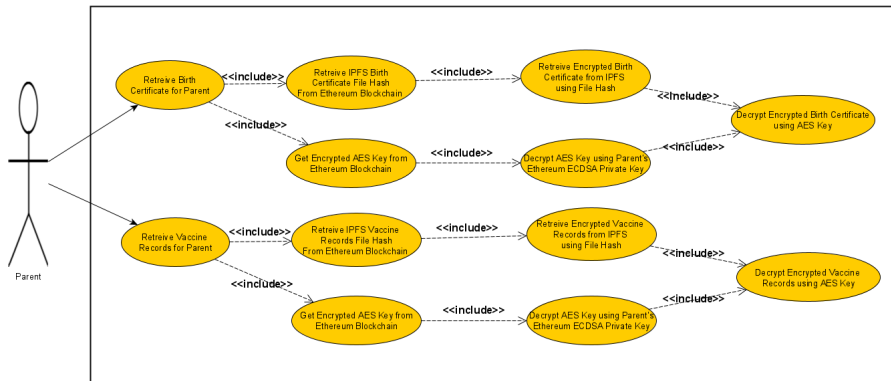 Retreive Birth
Certificate for Parent
<<include>>
Retreive IPFS Birth
Certificate File Hash
From Ethereum Blockchain
<<include>>
Retreive Encrypted Birth
Certificate from IPFS
using File Hash
<<include>>
Decrypt Encrypted Birth Certificate
using AES Key
<<include>>
Get Encrypted AES Key from
Ethereum Blockchain
<<include>>
Decrypt AES Key using Parent's
Ethereum ECDSA Private Key
<<include>>
Parent
Retreive Vaccine
Records for Parent
<<include>>
Retreive IPFS Vaccine
Records File Hash
From Ethereum Blockchain
<<include>>
Retreive Encrypted Vaccine
Records from IPFS
using File Hash
<<include>>
Decrypt Encrypted Vaccine
Records using AES Key
<<include>>
Get Encrypted AES Key from
Ethereum Blockchain
<<include>>
Decrypt AES Key using Parent's
Ethereum ECDSA Private Key
<<include>>